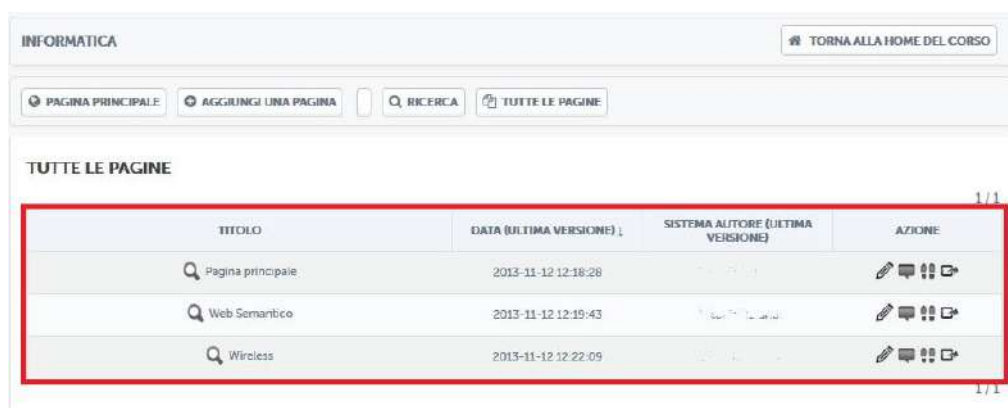 INFORMATICA
TORNA ALLA HOME DEL CORSO
PAGINA PRINCIPALE AGGIUNGI UNA PAGINA RICERCA TUTTE LE PAGINE
TUTTE LE PAGINE
1/1
TITOLO DATA (ULTIMA VERSIONE) ↓ SISTEMA AUTORE (ULTIMA VERSIONE) AZIONE
Pagina principale 2013-11-12 12:18:28
Web Semantico 2013-11-12 12:19:43
Wireless 2013-11-12 12:22:09
1/1